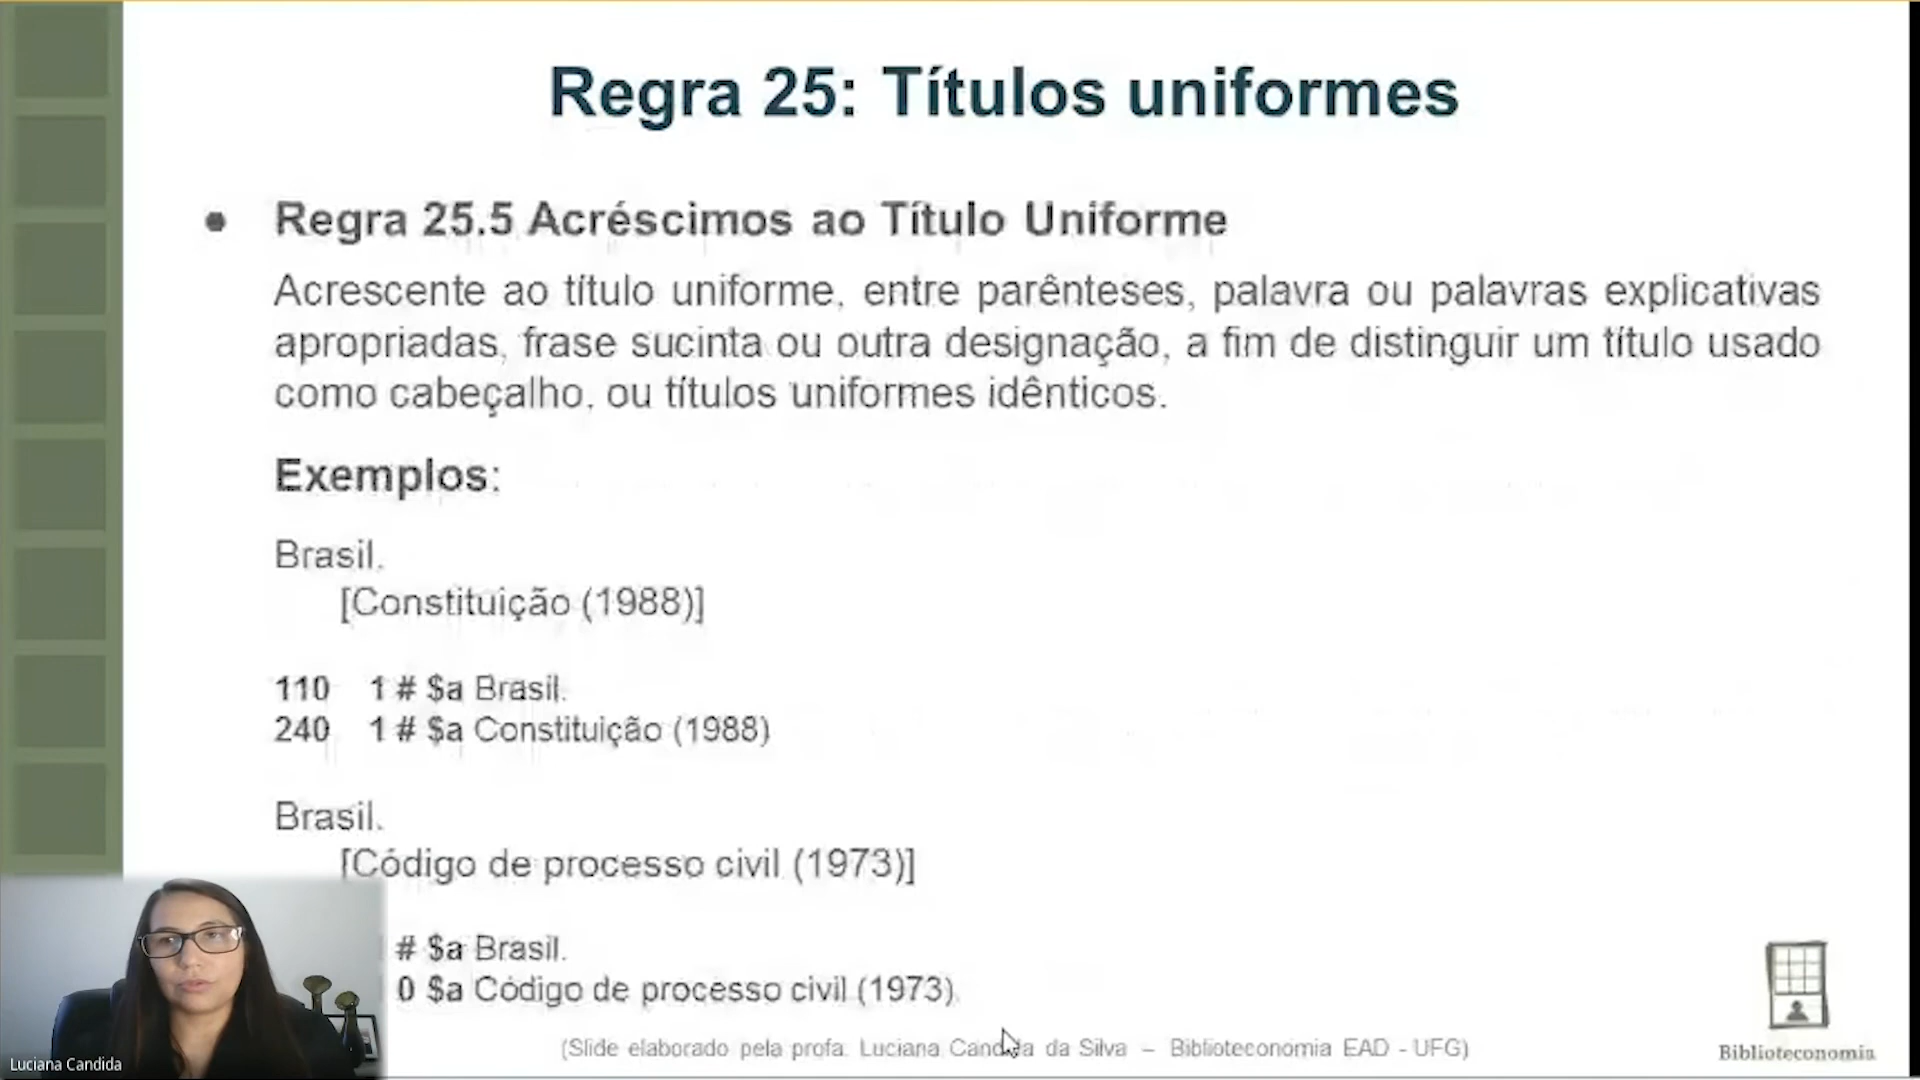 Regra 25: Títulos uniformes
• Regra 25.5 Acréscimos ao Título Uniforme
Acrescente ao título uniforme, entre parênteses, palavra ou palavras explicativas
apropriadas, frase sucinta ou outra designação, a fim de distinguir um título usado
como cabeçalho, ou títulos uniformes idênticos.
Exemplos:
Brasil.
[Constituição (1988)]
110 1 # $a Brasil.
240 1 # $a Constituição (1988)
Brasil.
[Código de processo civil (1973)]
# $a Brasil.
0 $a Código de processo civil (1973).
(Slide elaborado pela profa. Luciana Candida da Silva – Biblioteconomia EAD - UFG)
Biblioteconomia
Luciana Candida